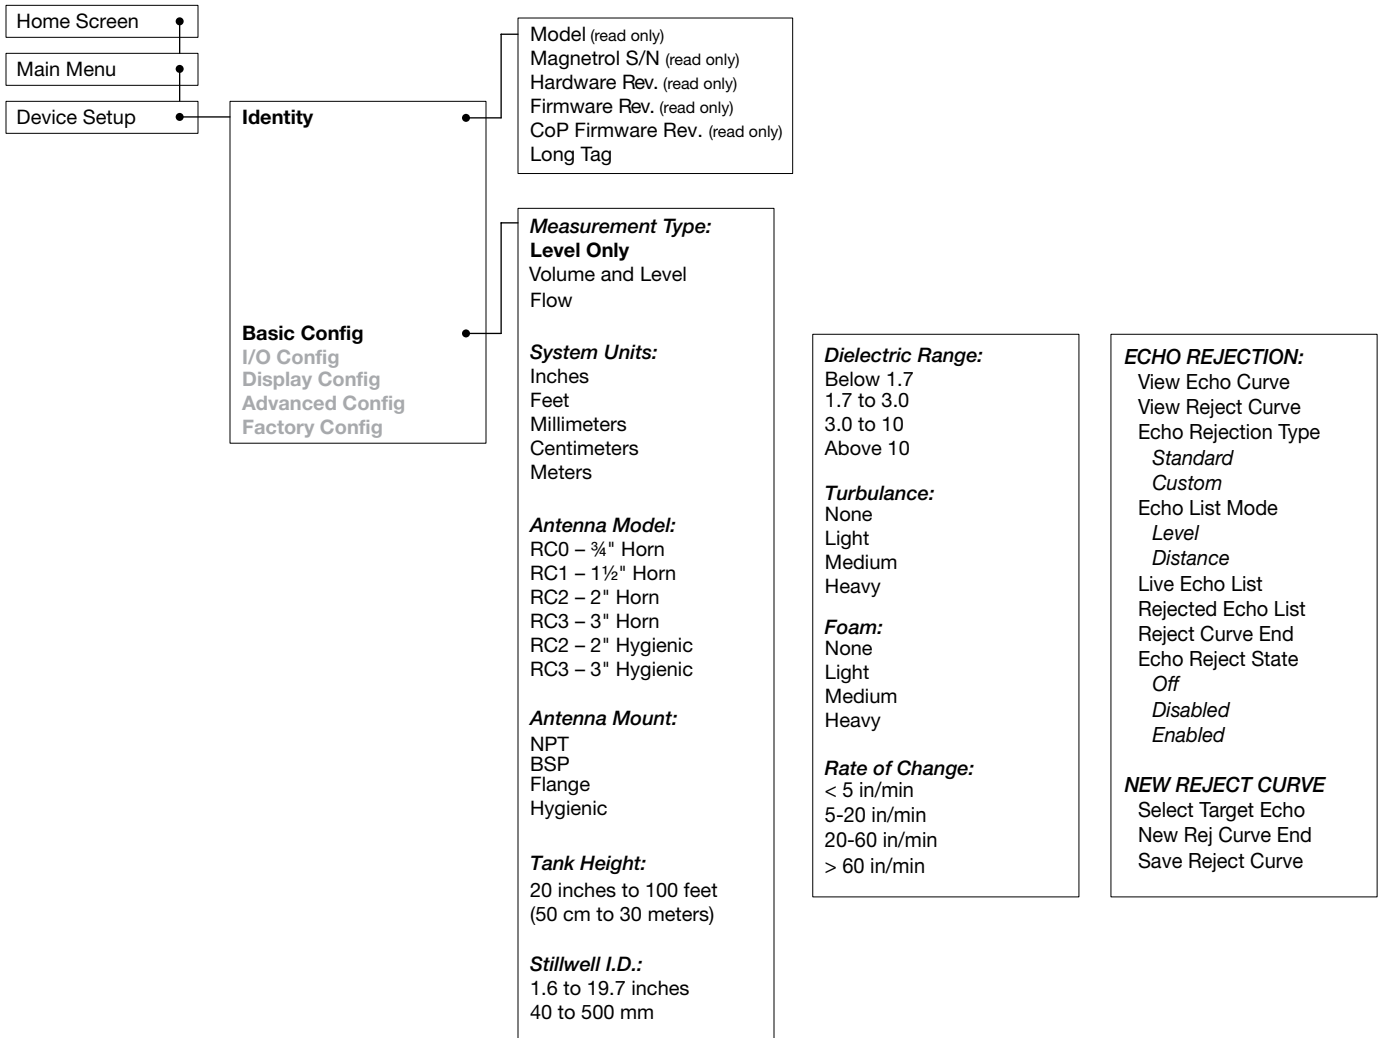 Home Screen
Main Menu
Device Setup
Identity
Basic Config
I/O Config
Display Config
Advanced Config
Factory Config
Model (read only)
Magnetrol S/N (read only)
Hardware Rev. (read only)
Firmware Rev. (read only)
CoP Firmware Rev. (read only)
Long Tag
Measurement Type:
Level Only
Volume and Level
Flow
System Units:
Inches
Feet
Millimeters
Centimeters
Meters
Antenna Model:
RC0 – ¾" Horn
RC1 – 1½" Horn
RC2 – 2" Horn
RC3 – 3" Horn
RC2 – 2" Hygienic
RC3 – 3" Hygienic
Antenna Mount:
NPT
BSP
Flange
Hygienic
Tank Height:
20 inches to 100 feet
(50 cm to 30 meters)
Stillwell I.D.:
1.6 to 19.7 inches
40 to 500 mm
Dielectric Range:
Below 1.7
1.7 to 3.0
3.0 to 10
Above 10
Turbulance:
None
Light
Medium
Heavy
Foam:
None
Light
Medium
Heavy
Rate of Change:
< 5 in/min
5-20 in/min
20-60 in/min
> 60 in/min
ECHO REJECTION:
View Echo Curve
View Reject Curve
Echo Rejection Type
Standard
Custom
Echo List Mode
Level
Distance
Live Echo List
Rejected Echo List
Reject Curve End
Echo Reject State
Off
Disabled
Enabled
NEW REJECT CURVE
Select Target Echo
New Rej Curve End
Save Reject Curve